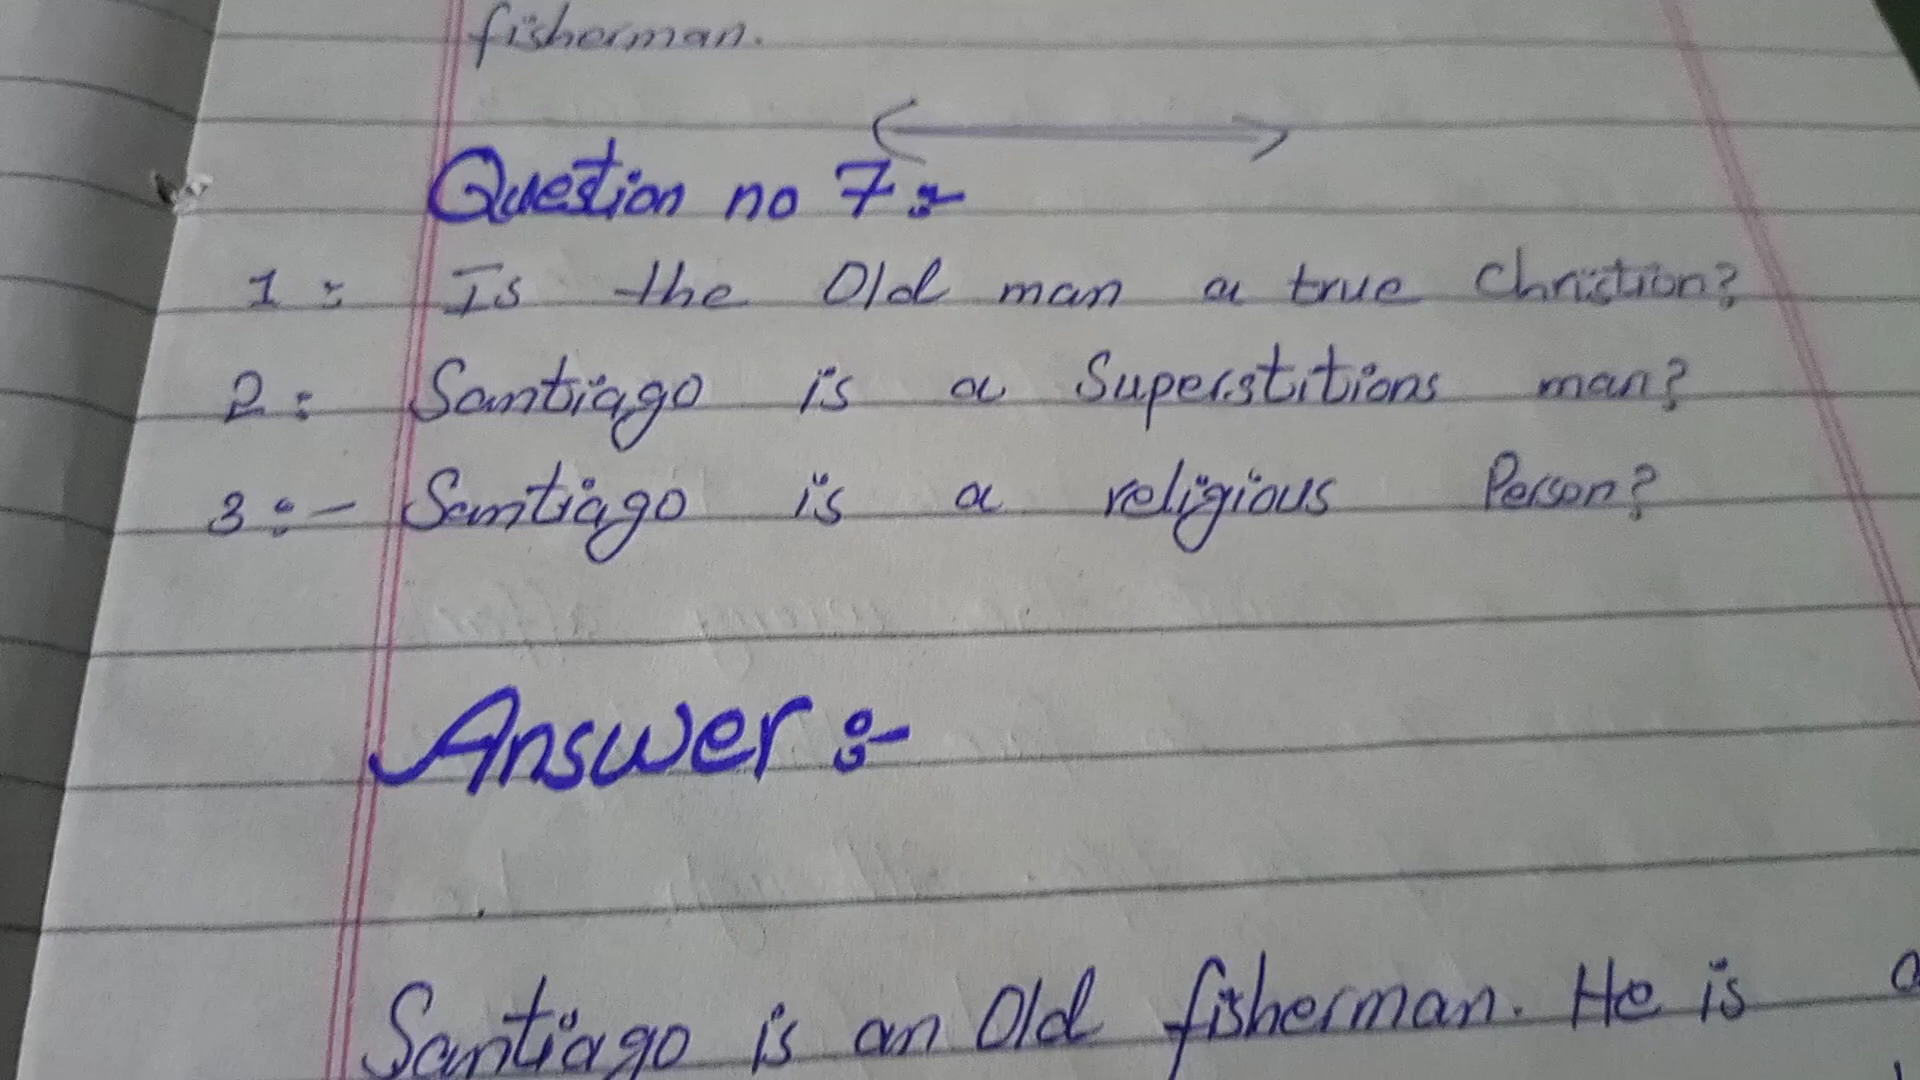 fisherman.
Question no 7:-
1: Is the Old man a true Christion?
2: Santiago is a Superstitions man?
3:- Santiago is a religious Person?
Answer :-
Santiago is an Old fisherman. He is